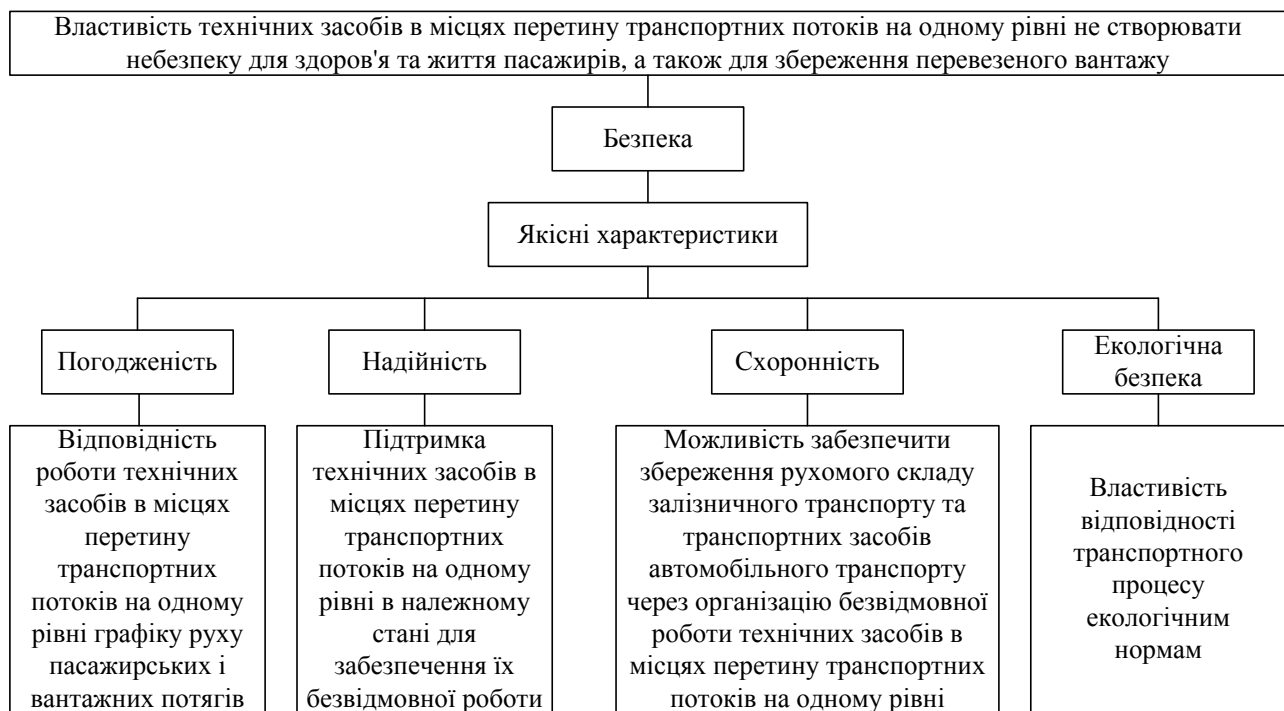 Властивість технічних засобів в місцях перетину транспортних потоків на одному рівні не створювати
небезпеку для здоров'я та життя пасажирів, а також для збереження перевезеного вантажу
Безпека
Якісні характеристики
Погодженість
Надійність
Схоронність
Екологічна
безпека
Відповідність
роботи технічних
засобів в місцях
перетину
транспортних
потоків на одному
рівні графіку руху
пасажирських і
вантажних потягів
Підтримка
технічних засобів в
місцях перетину
транспортних
потоків на одному
рівні в належному
стані для
забезпечення їх
безвідмовної роботи
Можливість забезпечити
збереження рухомого складу
залізничного транспорту та
транспортних засобів
автомобільного транспорту
через організацію безвідмовної
роботи технічних засобів в
місцях перетину транспортних
потоків на одному рівні
Властивість
відповідності
транспортного
процесу
екологічним
нормам